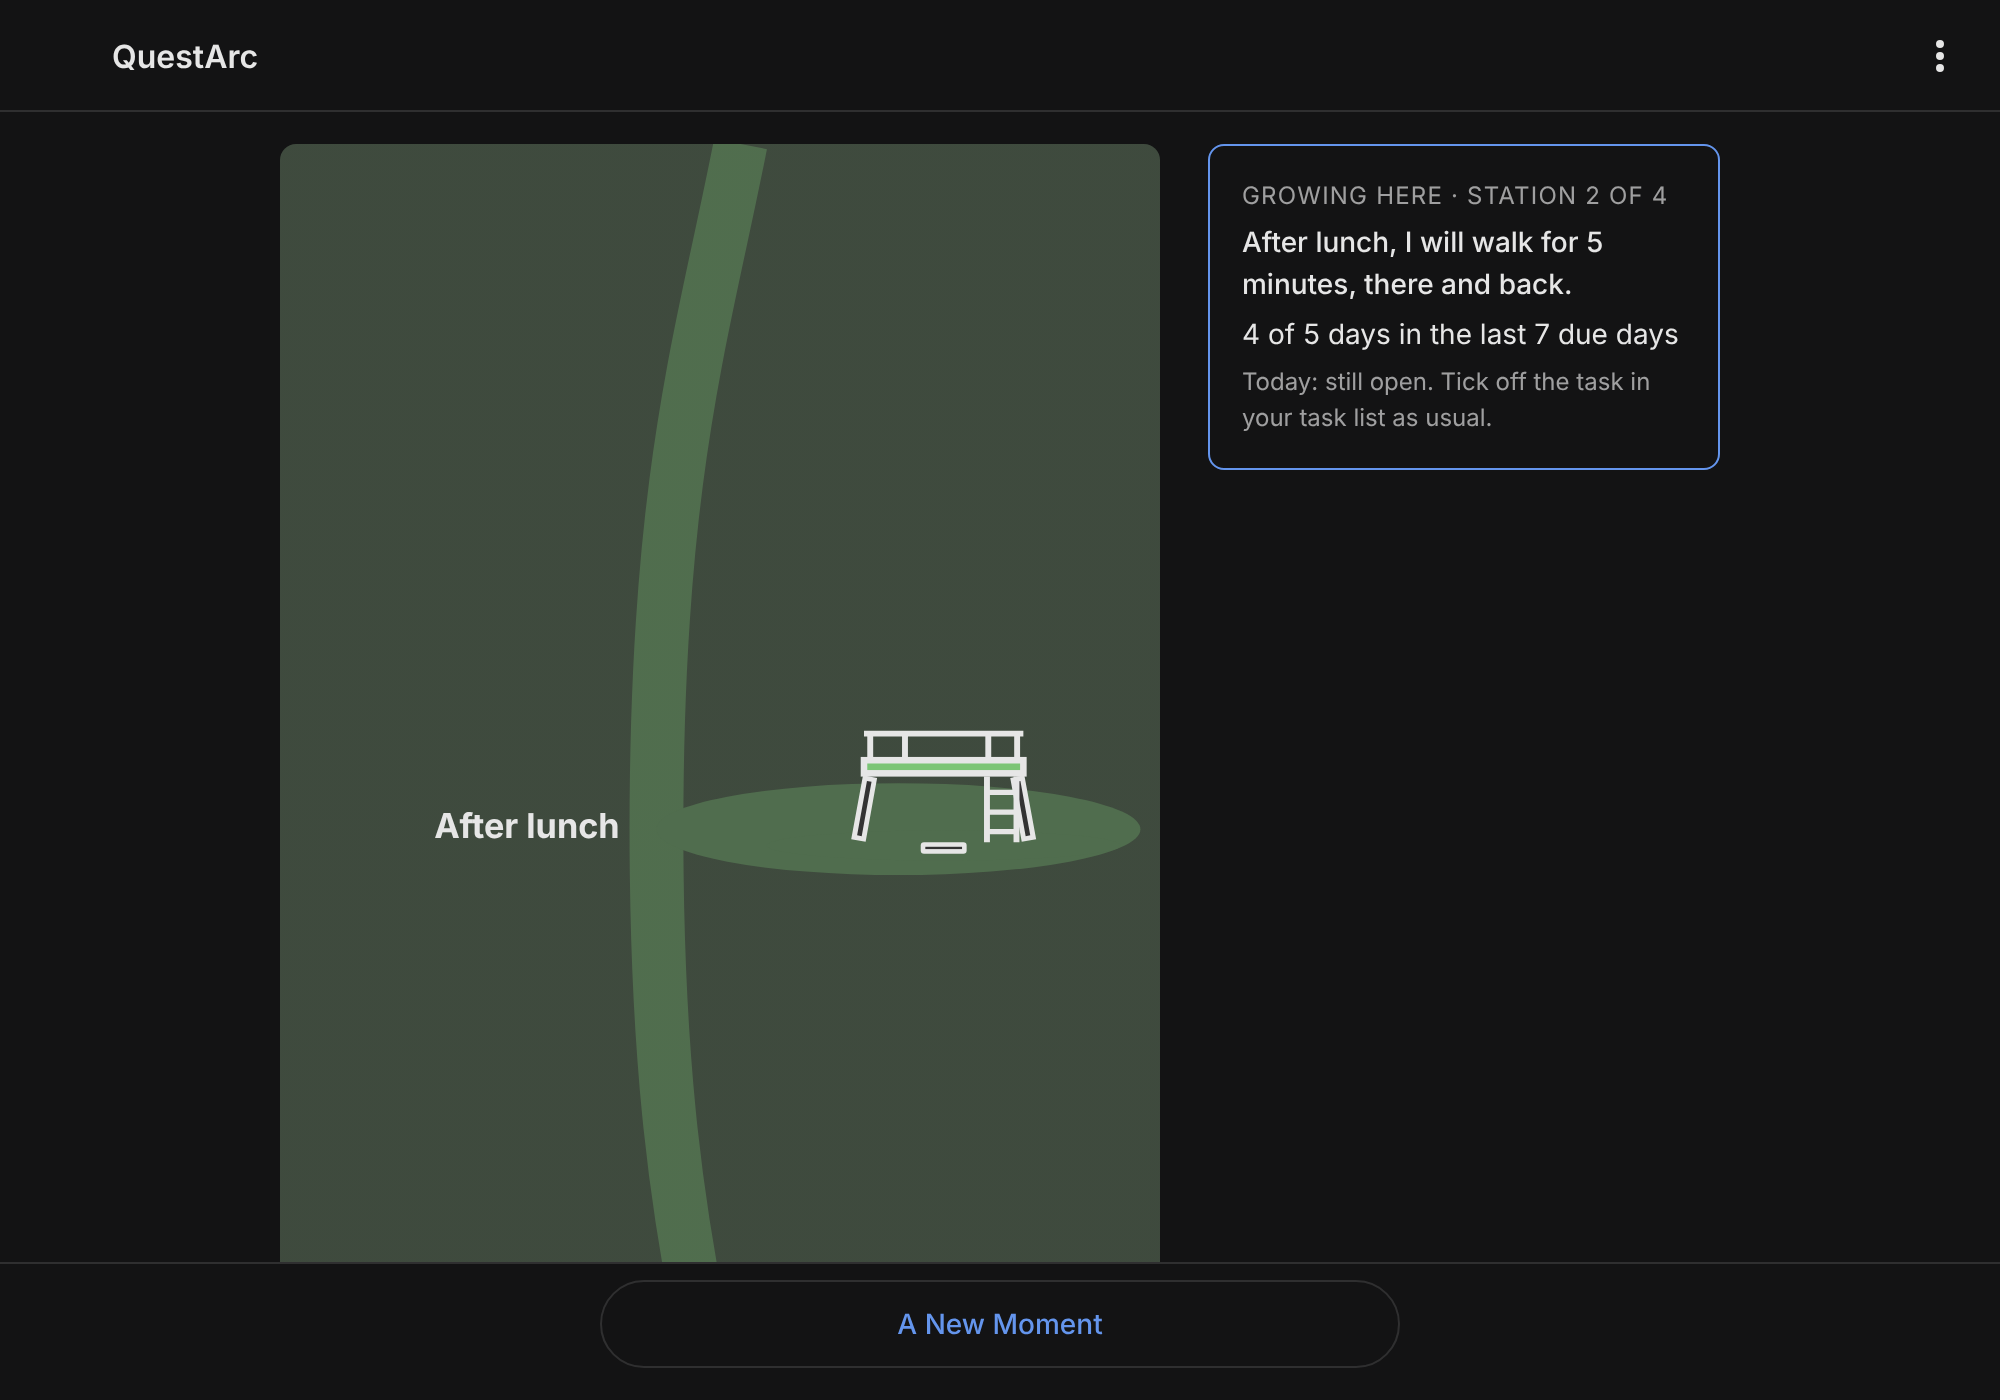 QuestArc
GROWING HERE · STATION 2 OF 4
After lunch, I will walk for 5
minutes, there and back.
4 of 5 days in the last 7 due days
Today: still open. Tick off the task in
your task list as usual.
After lunch
A New Moment